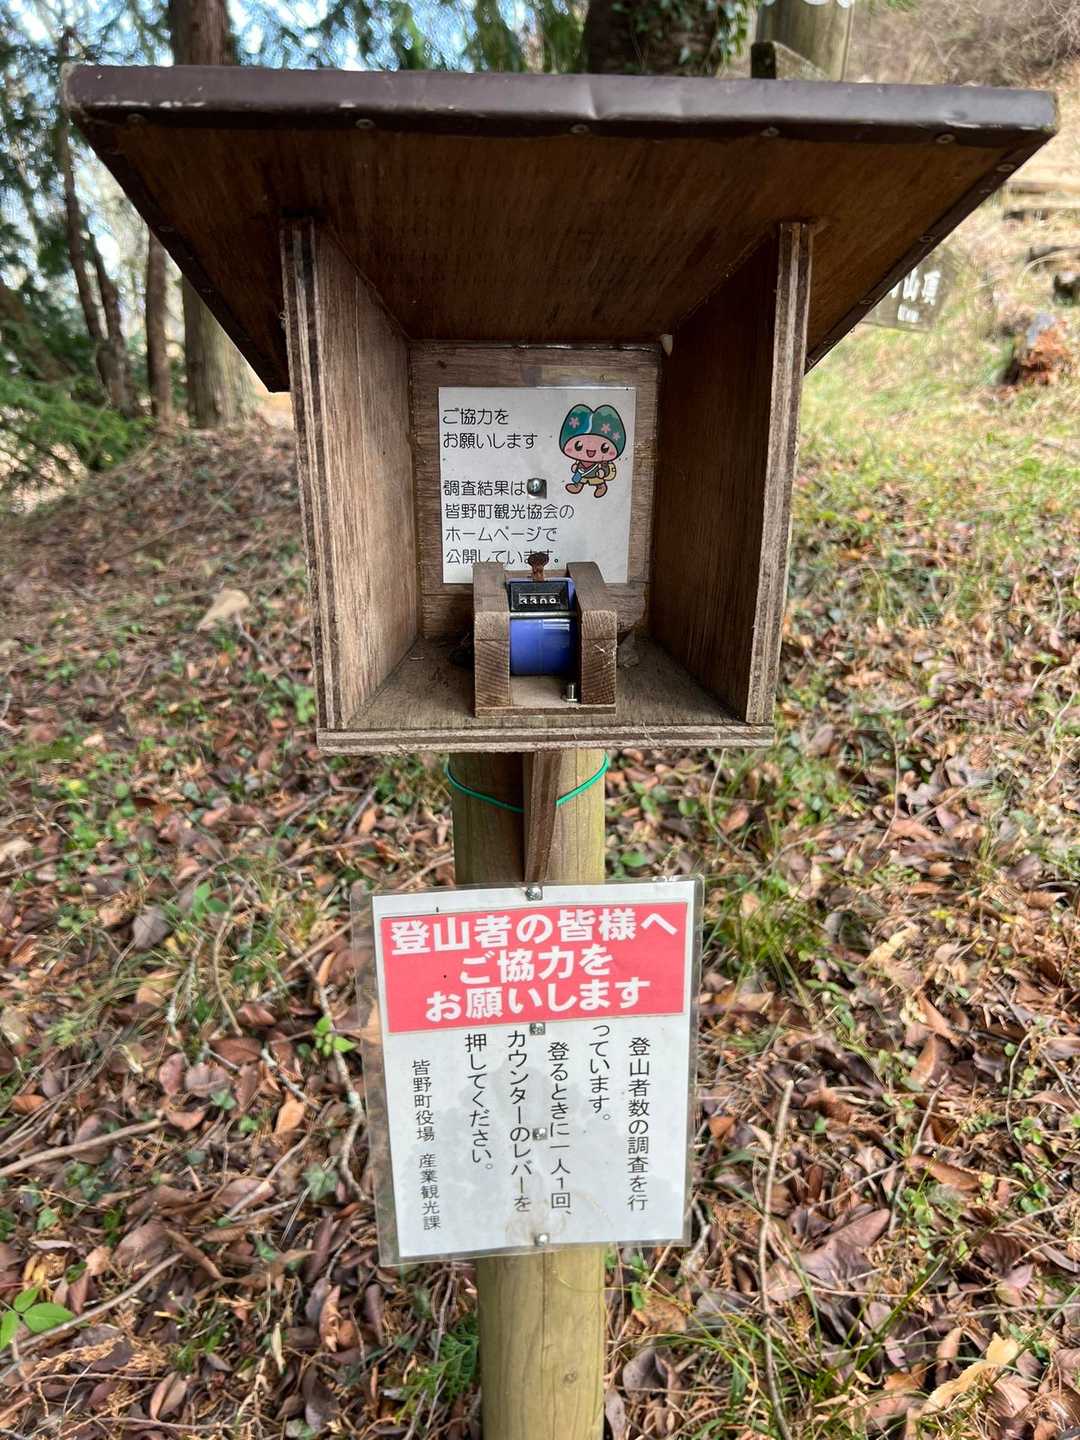 ご協力を
お願いします
調査結果は
皆野町観光協会の
ホームページで
公開しています。
3309
登山者の皆様へ
ご協力を
お願いします
登山者数の調査を行
っています。
登るときに一人1回、
カウンターのレバーを
押してください。
皆野町役場 産業観光課